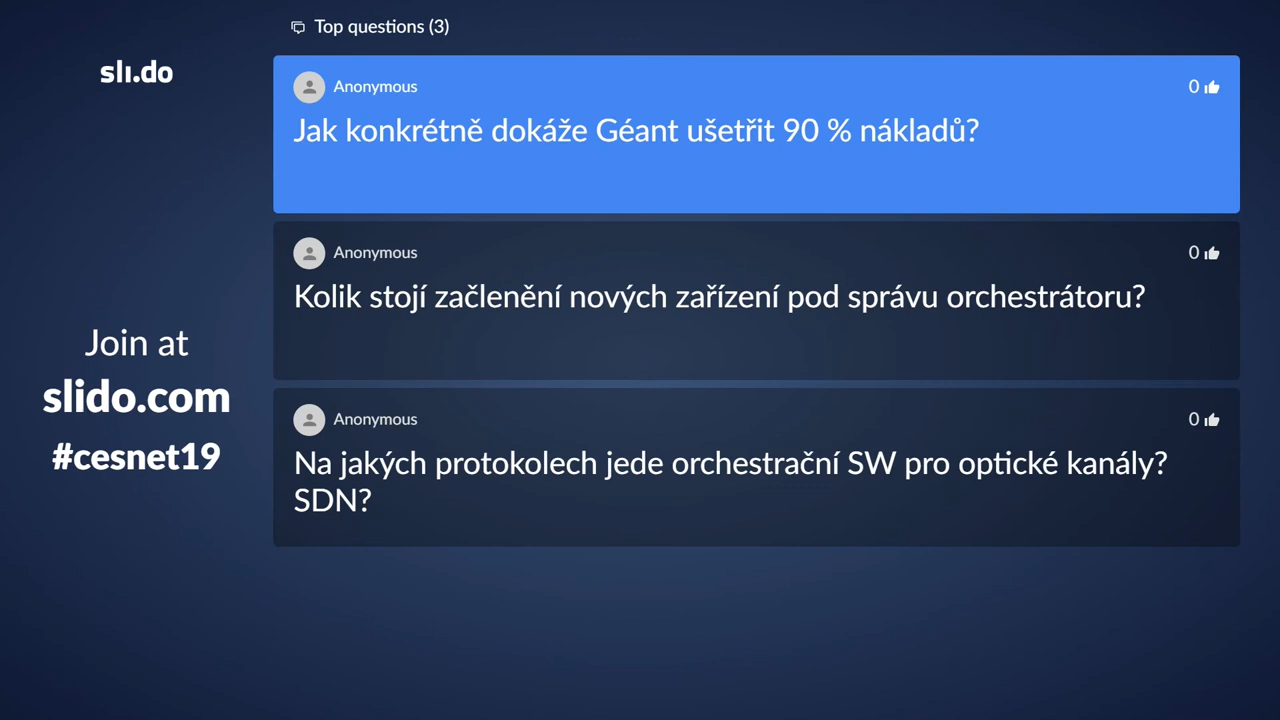 Top questions (3)
sli.do
Anonymous
0
Jak konkrétně dokáže Géant ušetřit 90 % nákladů?
Anonymous
0
Kolik stojí začlenění nových zařízení pod správu orchestrátoru?
Join at
slido.com
#cesnet19
Anonymous
0
Na jakých protokolech jede orchestrační SW pro optické kanály?
SDN?